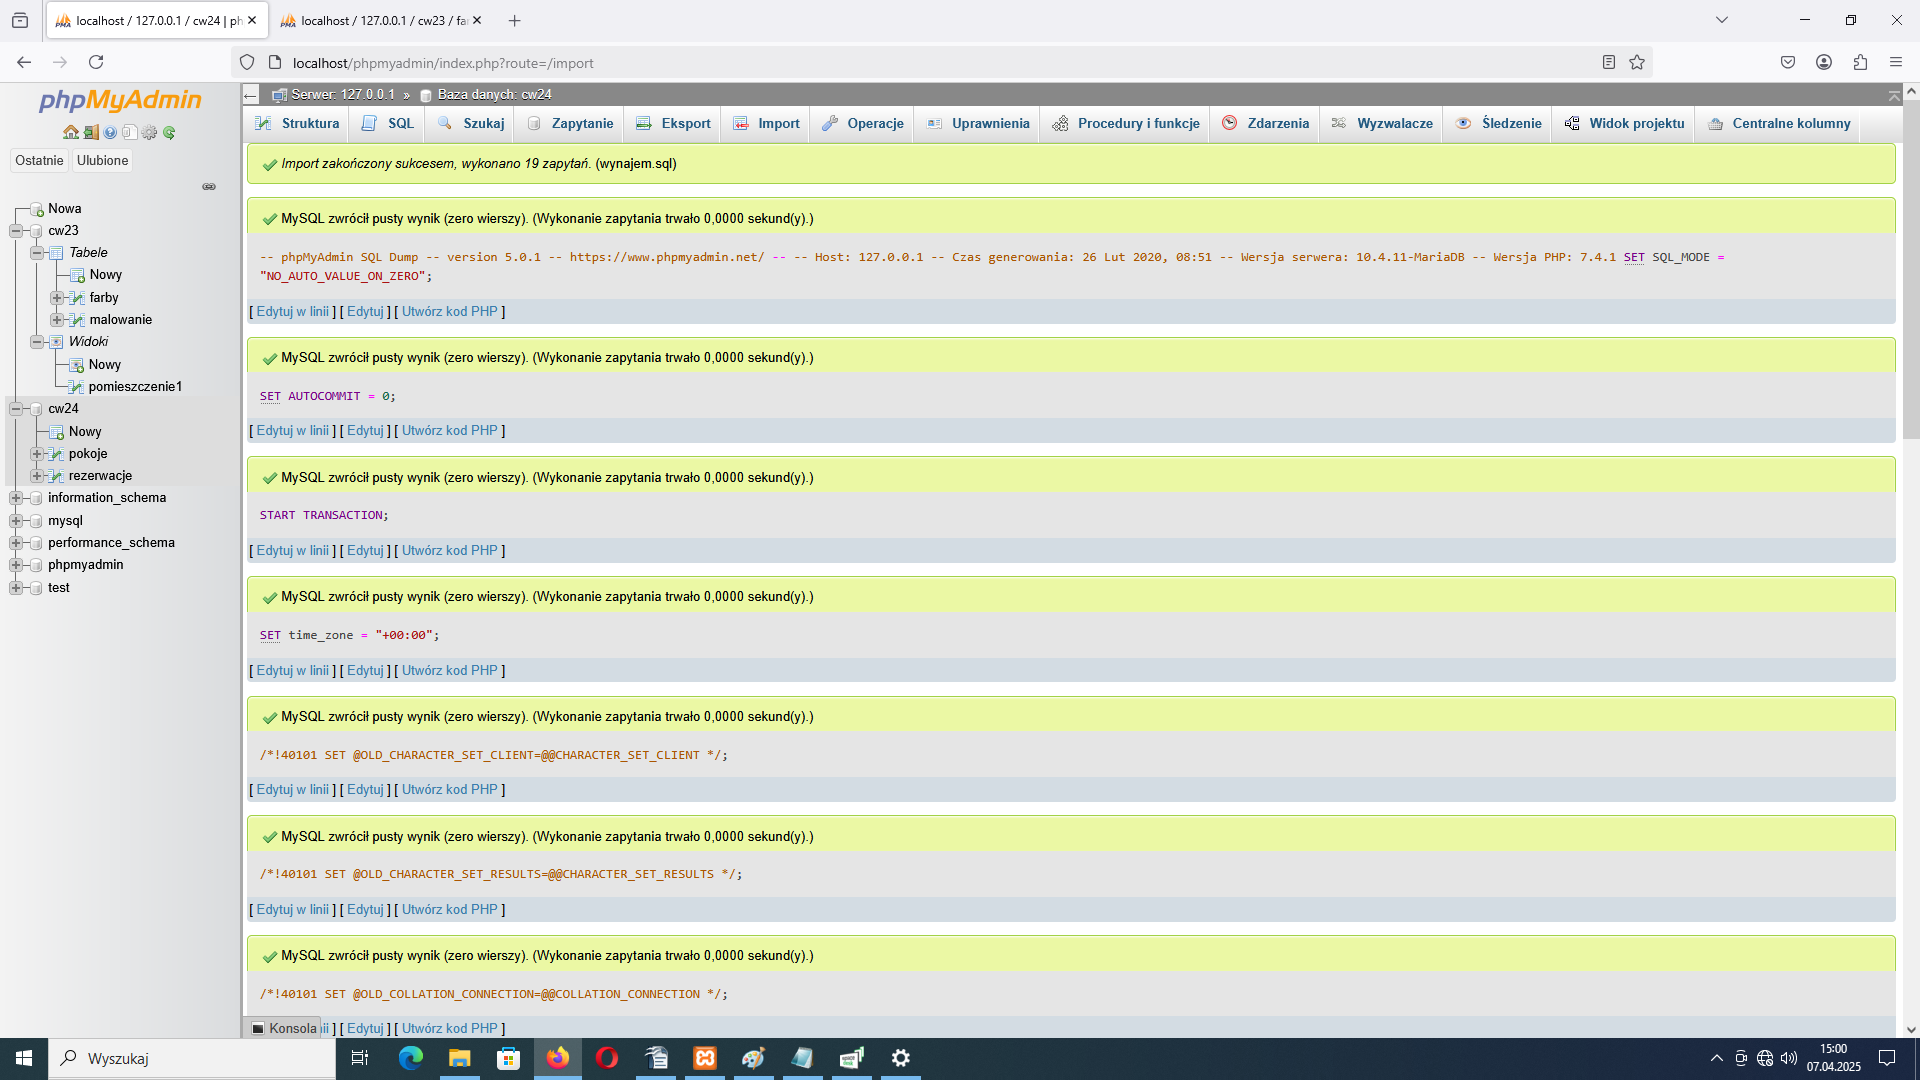 localhost / 127.0.0.1 / cw24 | ph
localhost / 127.0.0.1 / cw23 / fa
localhost/phpmyadmin/index.php?route=/import
phpMyAdmin
Ostatnie
Ulubione
Nowa
cw23
Tabele
Nowy
farby
malowanie
Widoki
Nowy
pomieszczenie1
cw24
Nowy
pokoje
rezerwacje
information_schema
mysql
performance_schema
phpmyadmin
test
Serwer: 127.0.0.1 » Baza danych: cw24
Struktura SQL Szukaj Zapytanie Eksport Import Operacje Uprawnienia Procedury i funkcje Zdarzenia Wyzwalacze Śledzenie Widok projektu Centralne kolumny
Import zakończony sukcesem, wykonano 19 zapytań. (wynajem.sql)
MySQL zwrócił pusty wynik (zero wierszy). (Wykonanie zapytania trwało 0,0000 sekund(y).)
-- phpMyAdmin SQL Dump -- version 5.0.1 -- https://www.phpmyadmin.net/ -- -- Host: 127.0.0.1 -- Czas generowania: 26 Lut 2020, 08:51 -- Wersja serwera: 10.4.11-MariaDB -- Wersja PHP: 7.4.1 SET SQL_MODE =
"NO_AUTO_VALUE_ON_ZERO";
[ Edytuj w linii ] [ Edytuj ] [ Utwórz kod PHP ]
MySQL zwrócił pusty wynik (zero wierszy). (Wykonanie zapytania trwało 0,0000 sekund(y).)
SET AUTOCOMMIT = 0;
[ Edytuj w linii ] [ Edytuj ] [ Utwórz kod PHP ]
MySQL zwrócił pusty wynik (zero wierszy). (Wykonanie zapytania trwało 0,0000 sekund(y).)
START TRANSACTION;
[ Edytuj w linii ] [ Edytuj ] [ Utwórz kod PHP ]
MySQL zwrócił pusty wynik (zero wierszy). (Wykonanie zapytania trwało 0,0000 sekund(y).)
SET time_zone = "+00:00";
[ Edytuj w linii ] [ Edytuj ] [ Utwórz kod PHP ]
MySQL zwrócił pusty wynik (zero wierszy). (Wykonanie zapytania trwało 0,0000 sekund(y).)
/*!40101 SET @OLD_CHARACTER_SET_CLIENT=@@CHARACTER_SET_CLIENT */;
[ Edytuj w linii ] [ Edytuj ] [ Utwórz kod PHP ]
MySQL zwrócił pusty wynik (zero wierszy). (Wykonanie zapytania trwało 0,0000 sekund(y).)
/*!40101 SET @OLD_CHARACTER_SET_RESULTS=@@CHARACTER_SET_RESULTS */;
[ Edytuj w linii ] [ Edytuj ] [ Utwórz kod PHP ]
MySQL zwrócił pusty wynik (zero wierszy). (Wykonanie zapytania trwało 0,0000 sekund(y).)
/*!40101 SET @OLD_COLLATION_CONNECTION=@@COLLATION_CONNECTION */;
Konsola ii ] [ Edytuj ] [ Utwórz kod PHP ]
Wyszukaj
15:00
07.04.2025